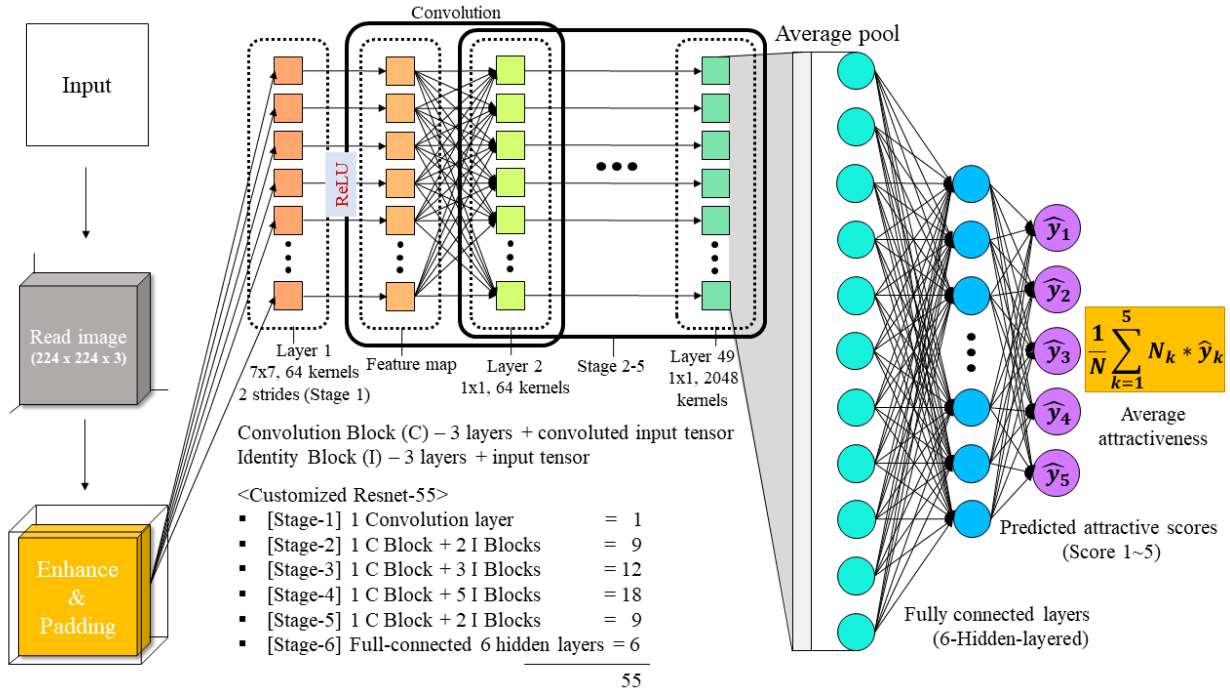 Input
Read image
(224 x 224 x 3)
Enhance
&
Padding
Convolution
ReLU
Layer 1
7x7, 64 kernels
2 strides (Stage 1)
Feature map
Layer 2
1x1, 64 kernels
Stage 2-5
Layer 49
1x1, 2048
kernels
Convolution Block (C) – 3 layers + convoluted input tensor
Identity Block (I) – 3 layers + input tensor
<Customized Resnet-55>
▪ [Stage-1] 1 Convolution layer = 1
▪ [Stage-2] 1 C Block + 2 I Blocks = 9
▪ [Stage-3] 1 C Block + 3 I Blocks = 12
▪ [Stage-4] 1 C Block + 5 I Blocks = 18
▪ [Stage-5] 1 C Block + 2 I Blocks = 9
▪ [Stage-6] Full-connected 6 hidden layers = 6
55
Average pool
ŷ₁
ŷ₂
ŷ₃
ŷ₄
ŷ₅
1/N ∑ₖ₌₁⁵ Nₖ * ŷₖ
Average
attractiveness
Predicted attractive scores
(Score 1~5)
Fully connected layers
(6-Hidden-layered)